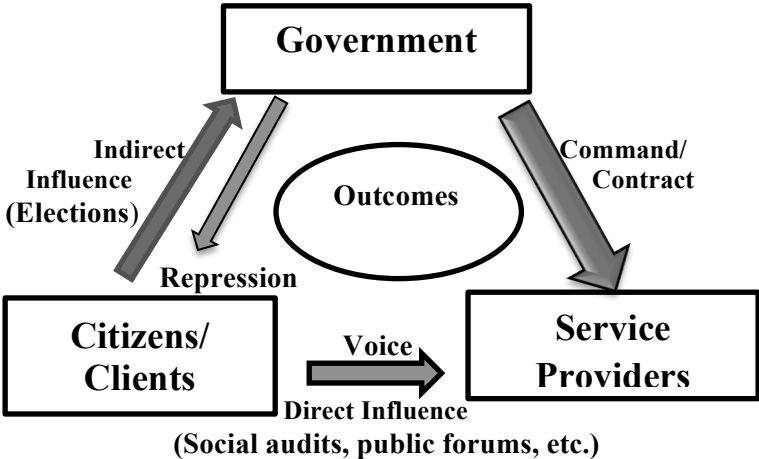 Government
Indirect
Influence
(Elections)
Command/
Contract
Outcomes
Repression
Citizens/
Clients
Voice
Direct Influence
(Social audits, public forums, etc.)
Service
Providers